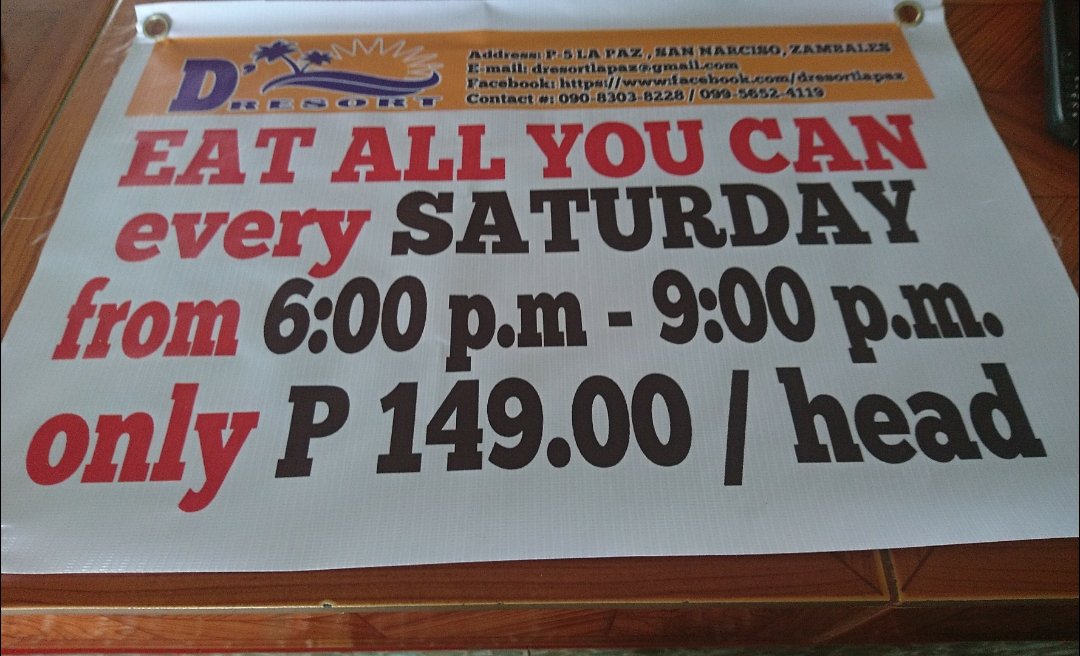 D' RESORT
Address: P-5 LA PAZ , SAN NARCISO, ZAMBALES
E-mail: dresortlapaz@gmail.com
Facebook: https://www.facebook.com/dresortlapaz
Contact #: 090-8303-8228 / 099-5652-4119
EAT ALL YOU CAN
every SATURDAY
from 6:00 p.m - 9:00 p.m.
only P 149.00 / head